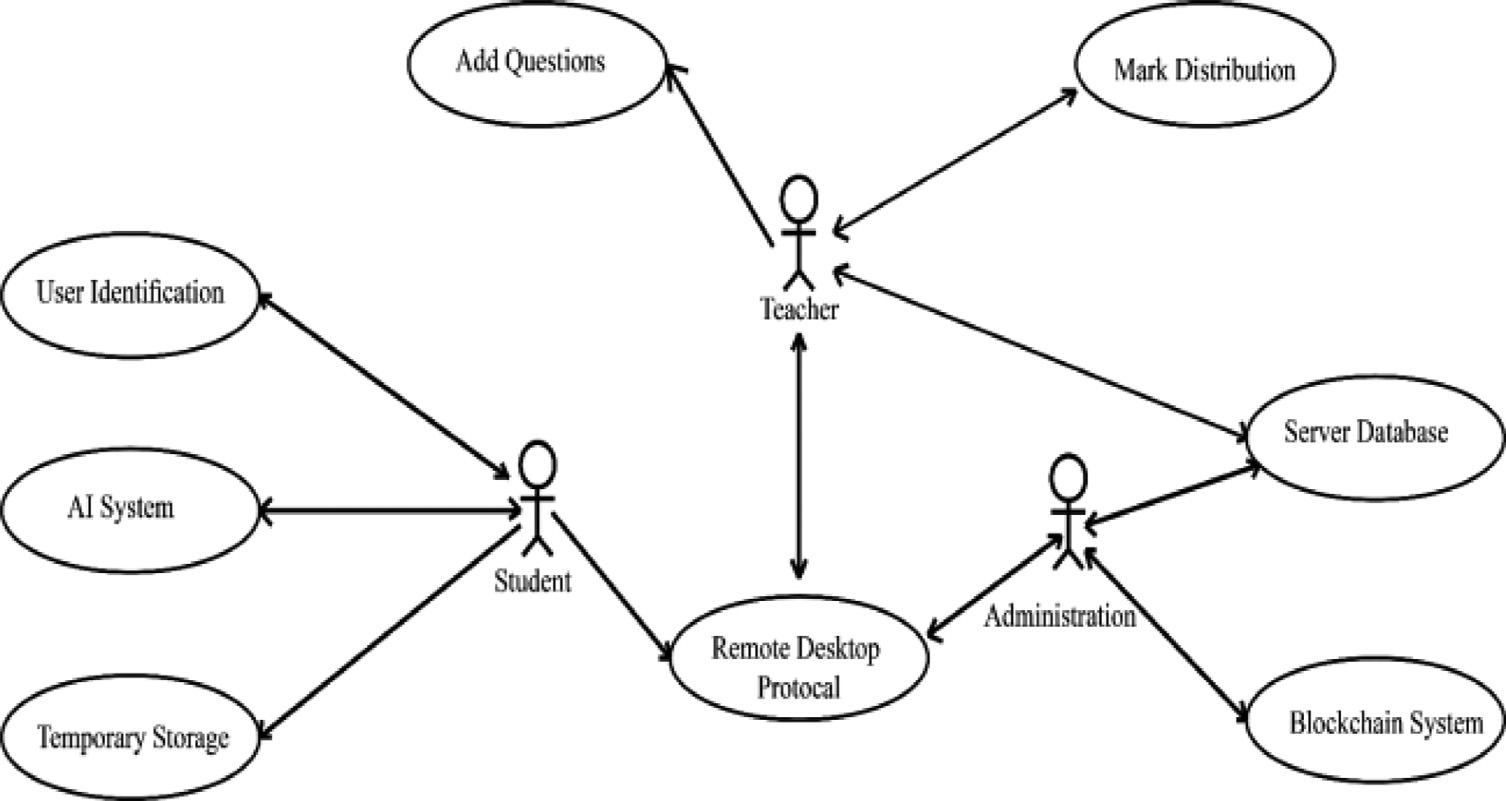 Add Questions
Mark Distribution
Teacher
User Identification
Server Database
AI System
Student
Administration
Remote Desktop
Protocal
Temporary Storage
Blockchain System